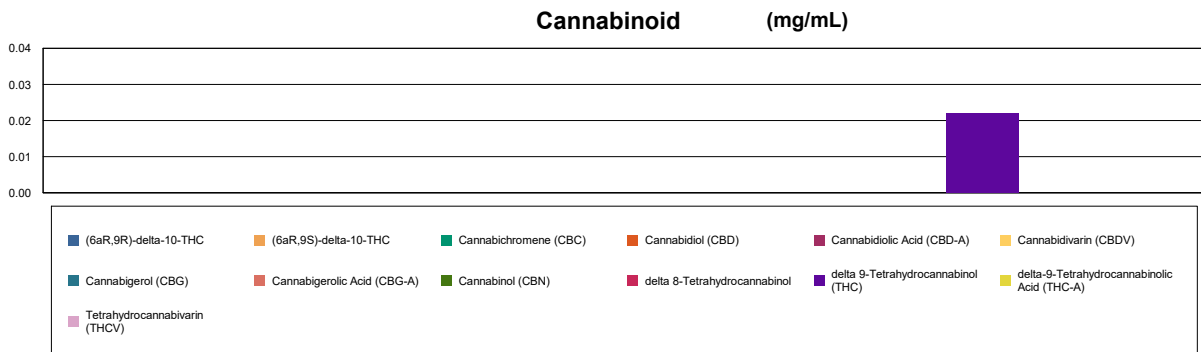 Cannabinoid (mg/mL)
0.04
0.03
0.02
0.01
0.00
(6aR,9R)-delta-10-THC
(6aR,9S)-delta-10-THC
Cannabichromene (CBC)
Cannabidiol (CBD)
Cannabidiolic Acid (CBD-A)
Cannabidivarin (CBDV)
Cannabigerol (CBG)
Cannabigerolic Acid (CBG-A)
Cannabinol (CBN)
delta 8-Tetrahydrocannabinol
delta 9-Tetrahydrocannabinol
(THC)
delta-9-Tetrahydrocannabinolic
Acid (THC-A)
Tetrahydrocannabivarin
(THCV)